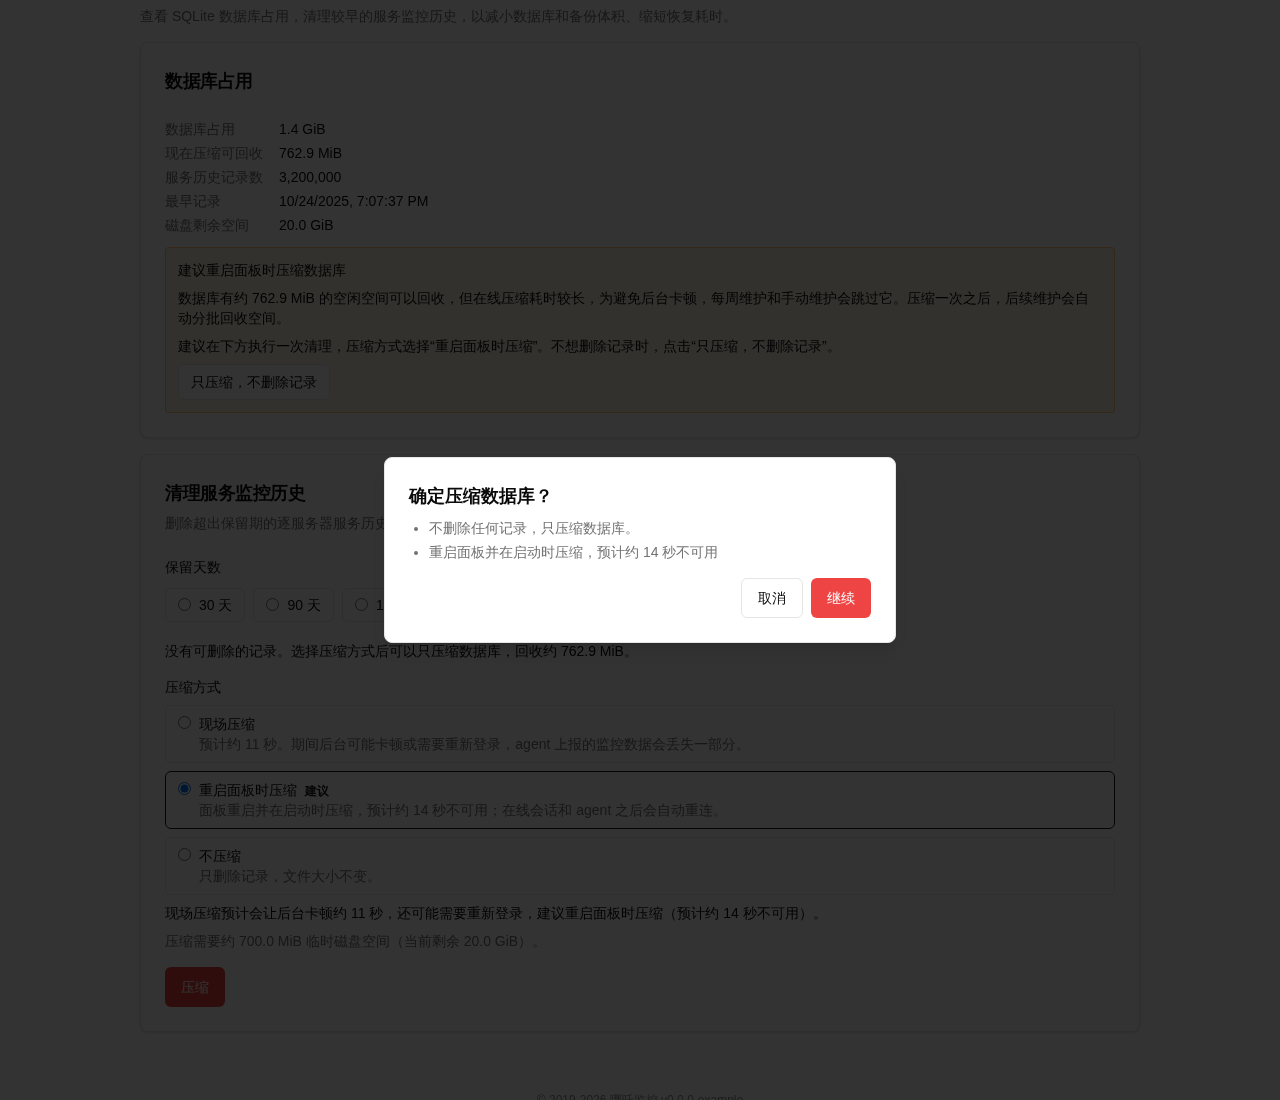 查看 SQLite 数据库占用，清理较早的服务监控历史，以减小数据库和备份体积、缩短恢复耗时。
数据库占用
数据库占用 1.4 GiB
现在压缩可回收 762.9 MiB
服务历史记录数 3,200,000
最早记录 10/24/2025, 7:07:37 PM
磁盘剩余空间 20.0 GiB
建议重启面板时压缩数据库
数据库有约 762.9 MiB 的空闲空间可以回收，但在线压缩耗时较长，为避免后台卡顿，每周维护和手动维护会跳过它。压缩一次之后，后续维护会自
动分批回收空间。
建议在下方执行一次清理，压缩方式选择“重启面板时压缩”。不想删除记录时，点击“只压缩，不删除记录”。
只压缩，不删除记录
清理服务监控历史
删除超出保留期的逐服务器服务历史
保留天数
30 天 90 天 1
确定压缩数据库？
不删除任何记录，只压缩数据库。
重启面板并在启动时压缩，预计约 14 秒不可用
取消 继续
没有可删除的记录。选择压缩方式后可以只压缩数据库，回收约 762.9 MiB。
压缩方式
现场压缩
预计约 11 秒。期间后台可能卡顿或需要重新登录，agent 上报的监控数据会丢失一部分。
重启面板时压缩 建议
面板重启并在启动时压缩，预计约 14 秒不可用；在线会话和 agent 之后会自动重连。
不压缩
只删除记录，文件大小不变。
现场压缩预计会让后台卡顿约 11 秒，还可能需要重新登录，建议重启面板时压缩（预计约 14 秒不可用）。
压缩需要约 700.0 MiB 临时磁盘空间（当前剩余 20.0 GiB）。
压缩